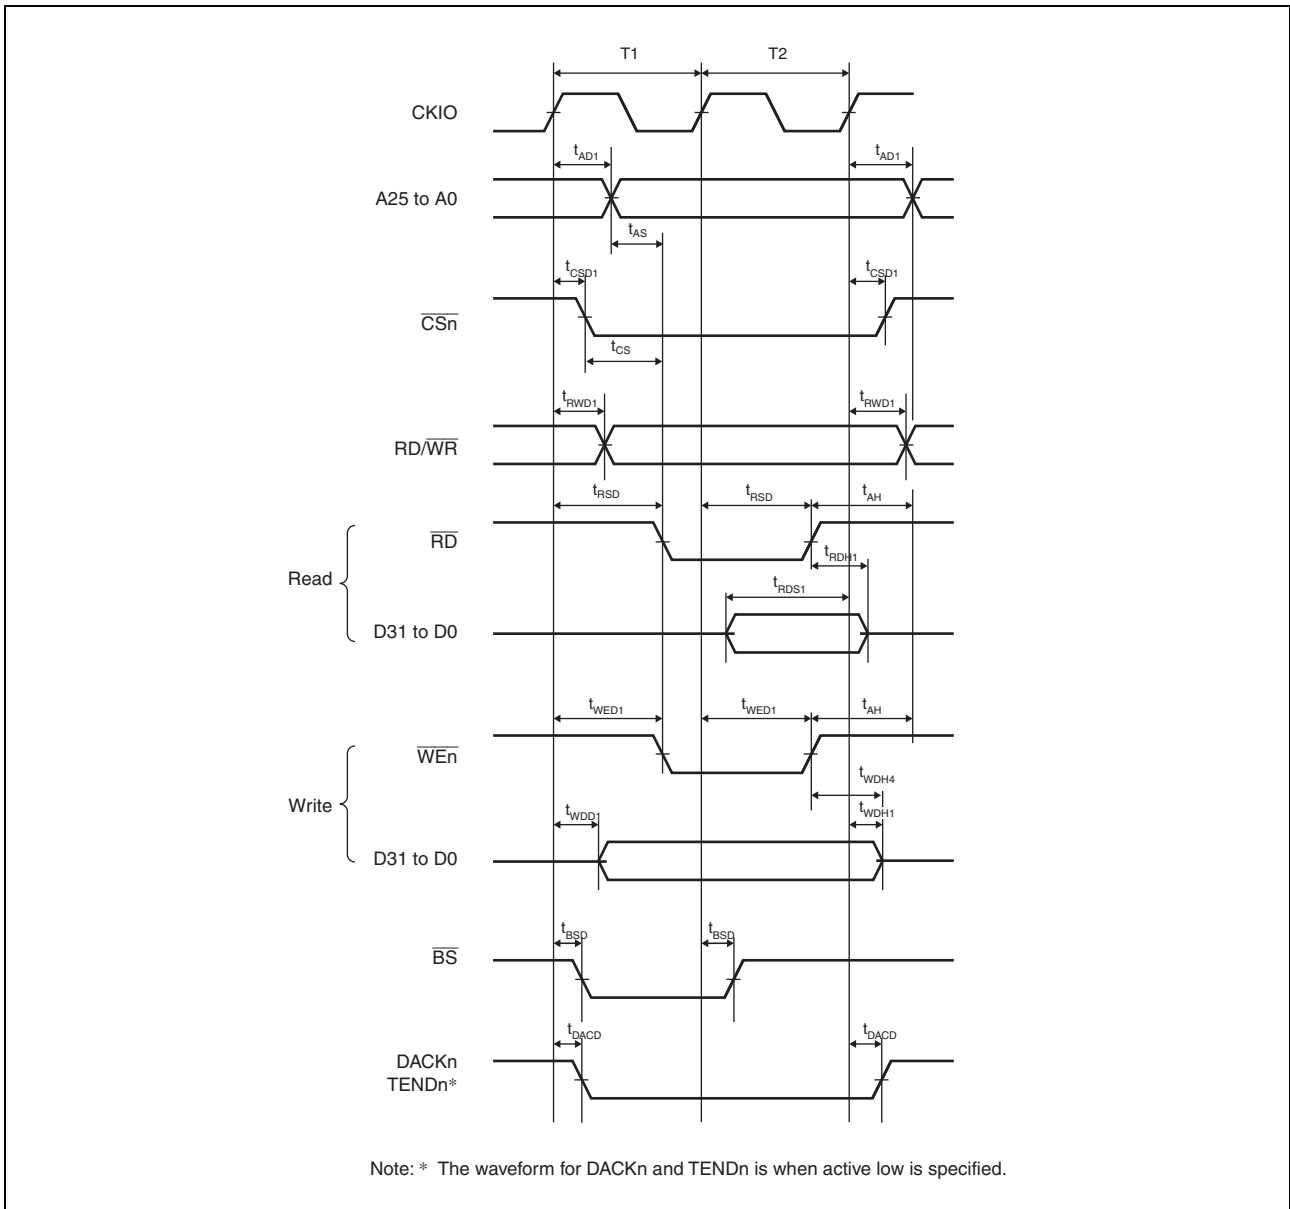 T1 T2
CKIO
tAD1 tAD1
A25 to A0
tAS
tCSD1 tCSD1
CSn
tCS
tRWD1 tRWD1
RD/WR
tRSD tRSD tAH
RD
tRDH1
Read
tRDS1
D31 to D0
tWED1 tWED1 tAH
WEn
tWDH4
Write
tWDD1 tWDH1
D31 to D0
tBSD tBSD
BS
tDACD tDACD
DACKn
TENDn*
Note: * The waveform for DACKn and TENDn is when active low is specified.